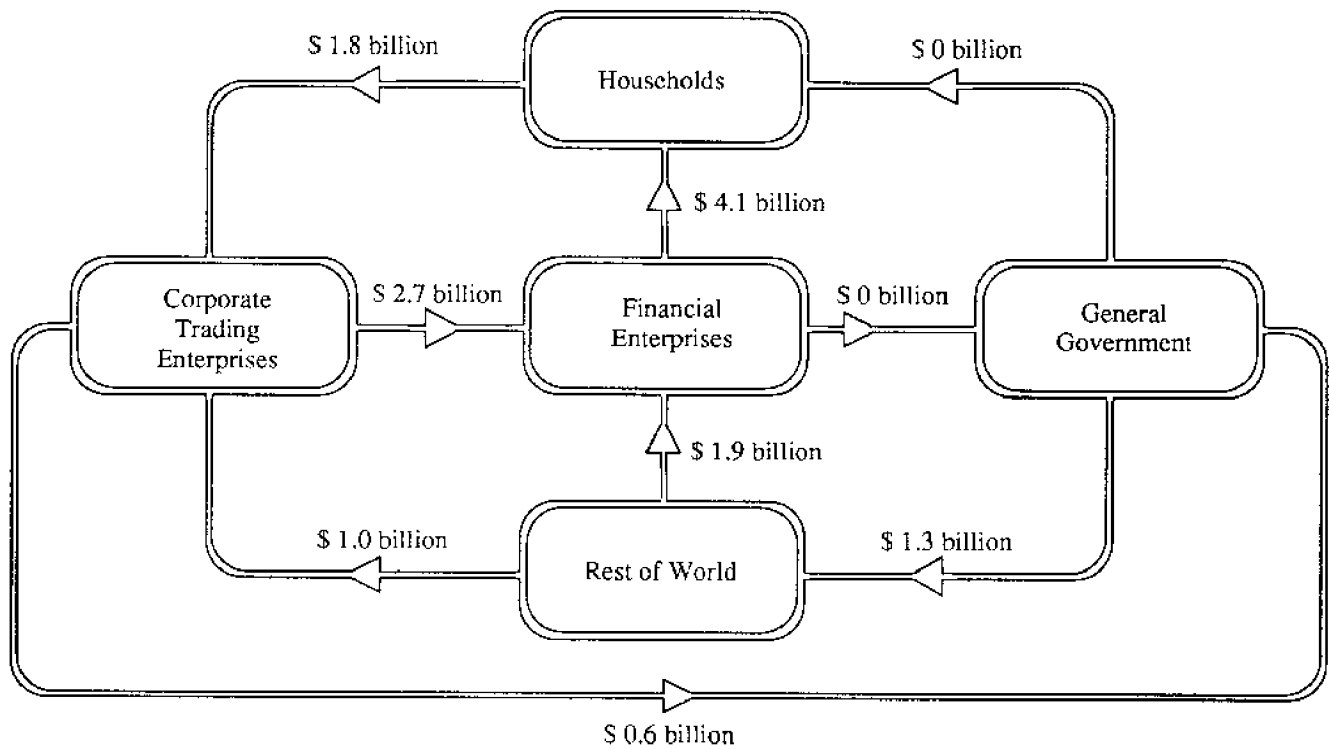 $ 1.8 billion
Households
$ 0 billion
$ 4.1 billion
Corporate
Trading
Enterprises
$ 2.7 billion
Financial
Enterprises
$ 0 billion
General
Government
$ 1.9 billion
$ 1.0 billion
Rest of World
$ 1.3 billion
$ 0.6 billion